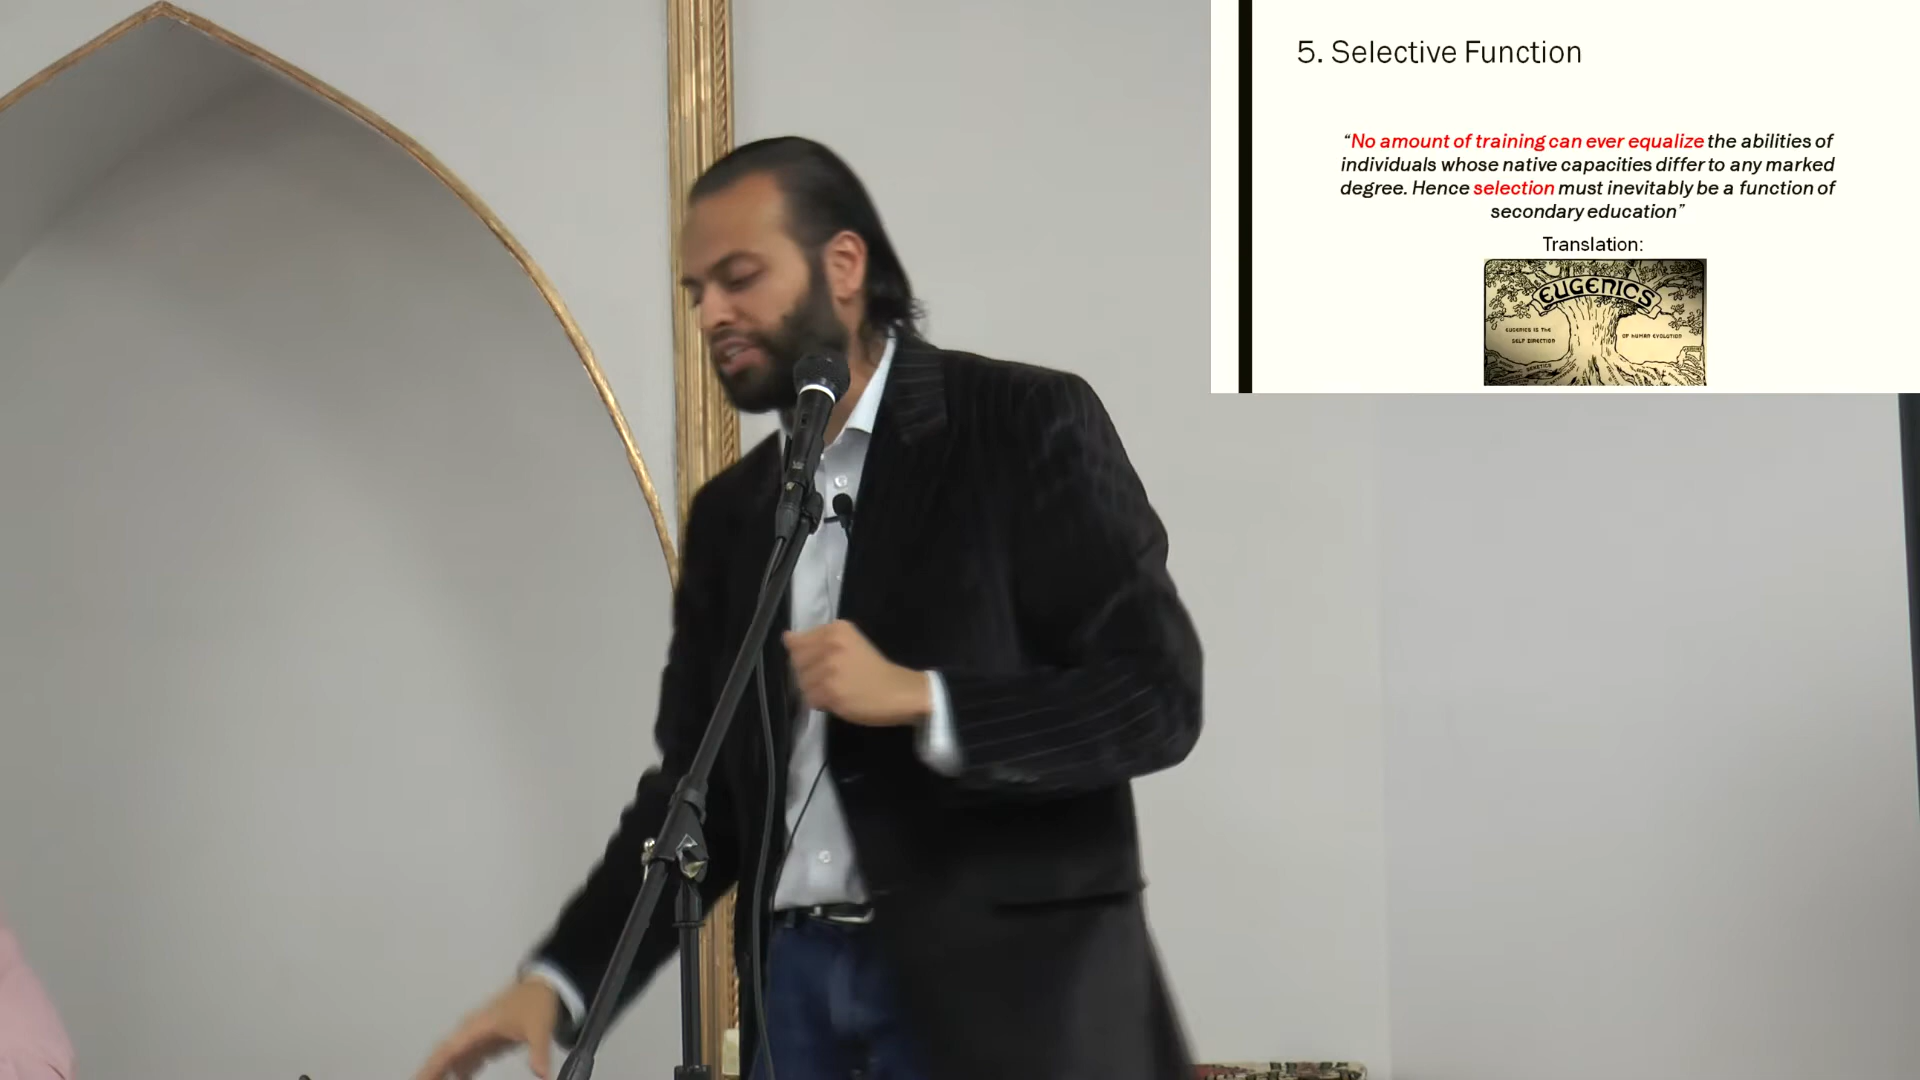 5. Selective Function
“No amount of training can ever equalize the abilities of
individuals whose native capacities differ to any marked
degree. Hence selection must inevitably be a function of
secondary education”
Translation:
EUGENICS
EUGENICS IS THE
SELF DIRECTION
OF HUMAN EVOLUTION
GENETICS